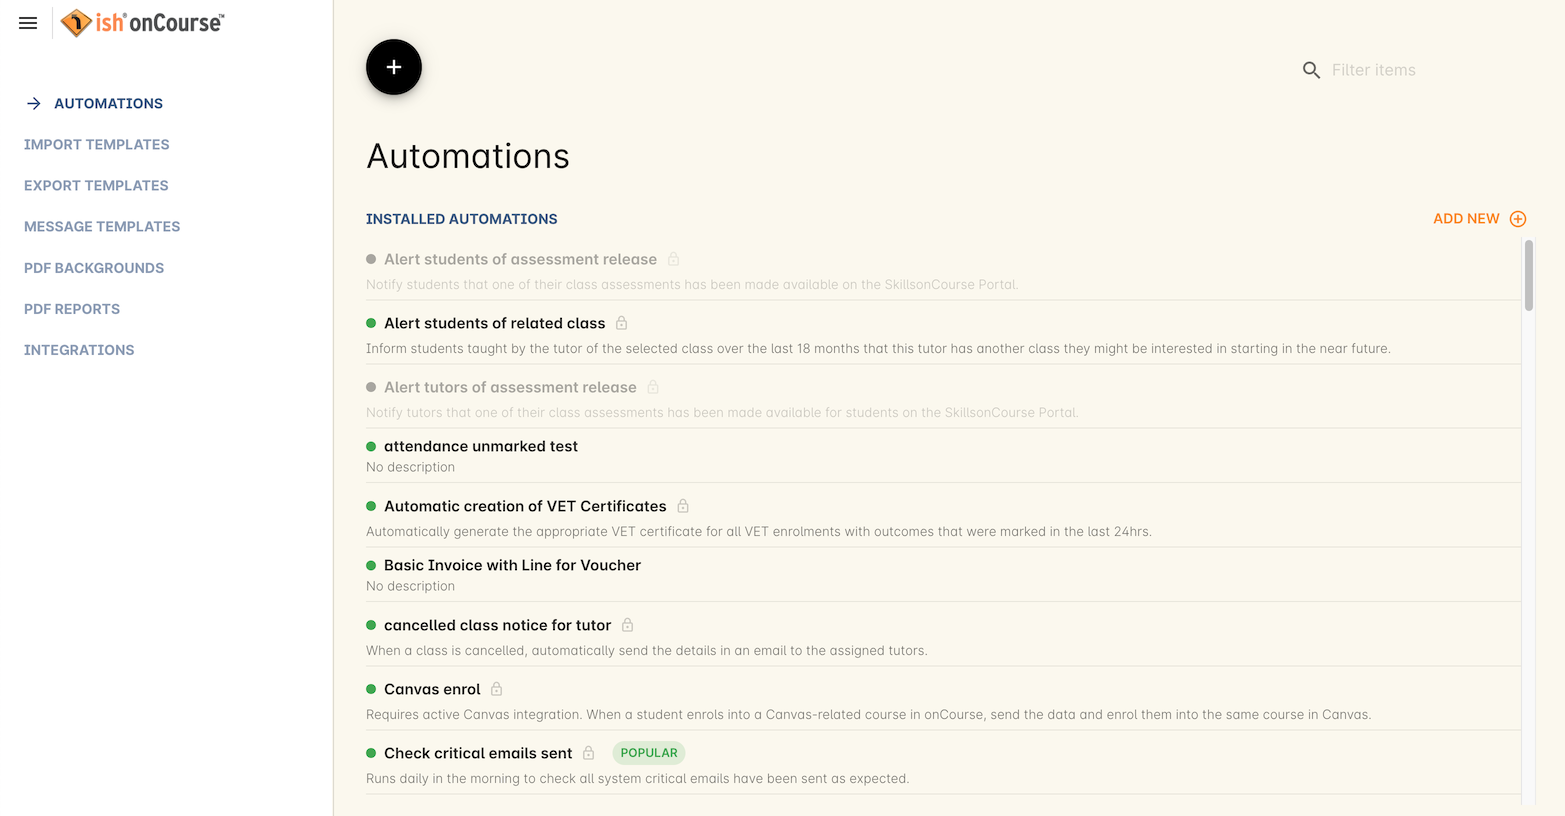 ish® onCourse™
AUTOMATIONS
IMPORT TEMPLATES
EXPORT TEMPLATES
MESSAGE TEMPLATES
PDF BACKGROUNDS
PDF REPORTS
INTEGRATIONS
Filter items
Automations
INSTALLED AUTOMATIONS
ADD NEW
Alert students of assessment release
Notify students that one of their class assessments has been made available on the SkillsonCourse Portal.
Alert students of related class
Inform students taught by the tutor of the selected class over the last 18 months that this tutor has another class they might be interested in starting in the near future.
Alert tutors of assessment release
Notify tutors that one of their class assessments has been made available for students on the SkillsonCourse Portal.
attendance unmarked test
No description
Automatic creation of VET Certificates
Automatically generate the appropriate VET certificate for all VET enrolments with outcomes that were marked in the last 24hrs.
Basic Invoice with Line for Voucher
No description
cancelled class notice for tutor
When a class is cancelled, automatically send the details in an email to the assigned tutors.
Canvas enrol
Requires active Canvas integration. When a student enrols into a Canvas-related course in onCourse, send the data and enrol them into the same course in Canvas.
Check critical emails sent POPULAR
Runs daily in the morning to check all system critical emails have been sent as expected.